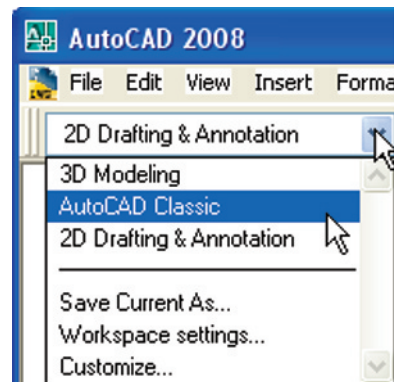 AutoCAD 2008
File Edit View Insert Forma
2D Drafting & Annotation
3D Modeling
AutoCAD Classic
2D Drafting & Annotation
Save Current As...
Workspace settings...
Customize...